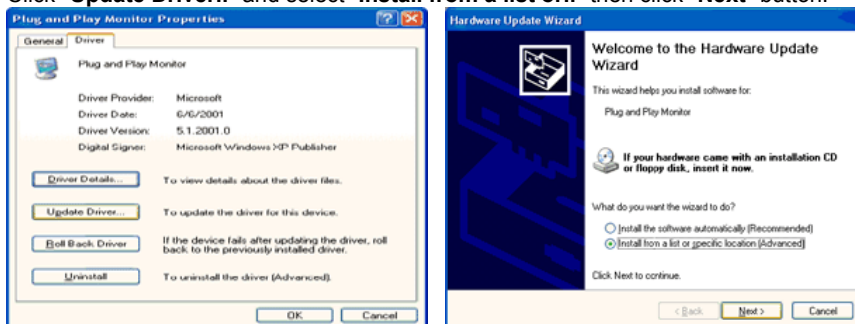 Click "Update Driver..." and select "Install from a list or..." then click "Next" button.
Plug and Play Monitor Properties
General Driver
Plug and Play Monitor
Driver Provider: Microsoft
Driver Date: 6/6/2001
Driver Version: 5.1.2001.0
Digital Signer: Microsoft Windows XP Publisher
Driver Details... To view details about the driver files.
Update Driver... To update the driver for this device.
Roll Back Driver If the device fails after updating the driver, roll
back to the previously installed driver.
Uninstall To uninstall the driver (Advanced).
OK Cancel
Hardware Update Wizard
Welcome to the Hardware Update
Wizard
This wizard helps you install software for:
Plug and Play Monitor
If your hardware came with an installation CD
or floppy disk, insert it now.
What do you want the wizard to do?
Install the software automatically (Recommended)
Install from a list or specific location (Advanced)
Click Next to continue.
< Back Next > Cancel